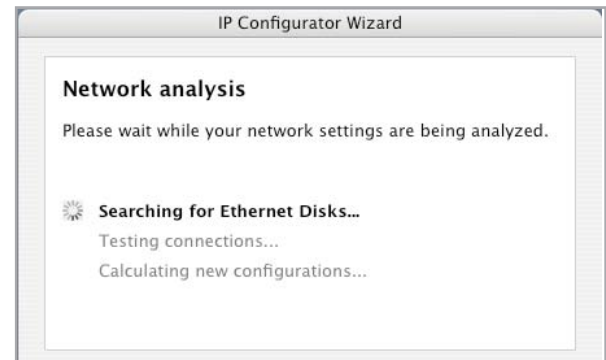 IP Configurator Wizard
Network analysis
Please wait while your network settings are being analyzed.
Searching for Ethernet Disks...
Testing connections...
Calculating new configurations...